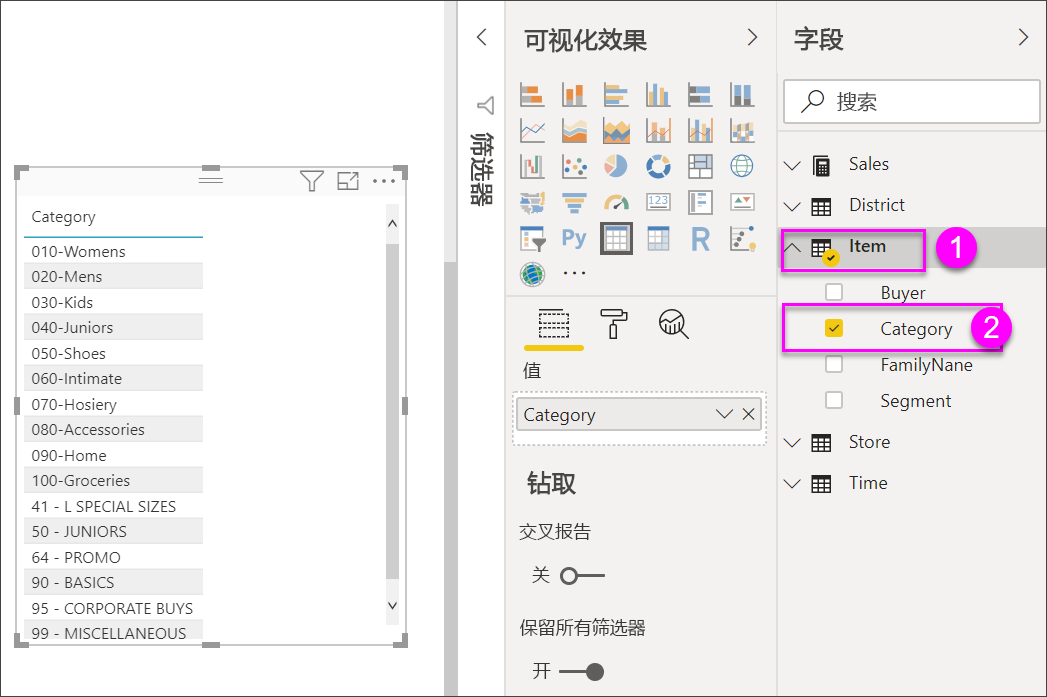 Category
010-Womens
020-Mens
030-Kids
040-Juniors
050-Shoes
060-Intimate
070-Hosiery
080-Accessories
090-Home
100-Groceries
41 - L SPECIAL SIZES
50 - JUNIORS
64 - PROMO
90 - BASICS
95 - CORPORATE BUYS
99 - MISCELLANEOUS
筛选器
可视化效果
123
Py
R
值
Category
钻取
交叉报告
关
保留所有筛选器
开
字段
搜索
Sales
District
Item
1
Buyer
Category
2
FamilyNane
Segment
Store
Time